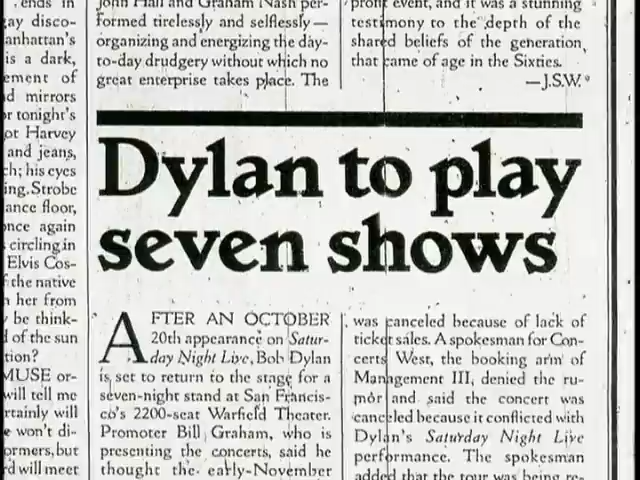 . ends in
ay disco-
anhattan's
is a dark,
ement of
d mirrors
r tonight's
ot Harvey
and jeans,
h; his eyes
ing. Strobe
ance floor,
once again
circling in
Elvis Cos-
f the native
her from
be think-
of the sun
tion?
MUSE or-
will tell me
rtainly will
e won't di-
ormers, but
d will meet
John Hall and Graham Nash per-
formed tirelessly and selflessly—
organizing and energizing the day-
to-day drudgery without which no
great enterprise takes place. The
profit event, and it was a stunning
testimony to the depth of the
shared beliefs of the generation
that came of age in the Sixties.
—J.S.W.
Dylan to play
seven shows
AFTER AN OCTOBER
20th appearance on Satur-
day Night Live, Bob Dylan
is set to return to the stage for a
seven-night stand at San Francis-
co's 2200-seat Warfield Theater.
Promoter Bill Graham, who is
presenting the concerts, said he
thought the early-November
was canceled because of lack of
ticket sales. A spokesman for Con-
certs West, the booking arm of
Management III, denied the ru-
mor and said the concert was
canceled because it conflicted with
Dylan's Saturday Night Live
performance. The spokesman
added that the tour was being re-